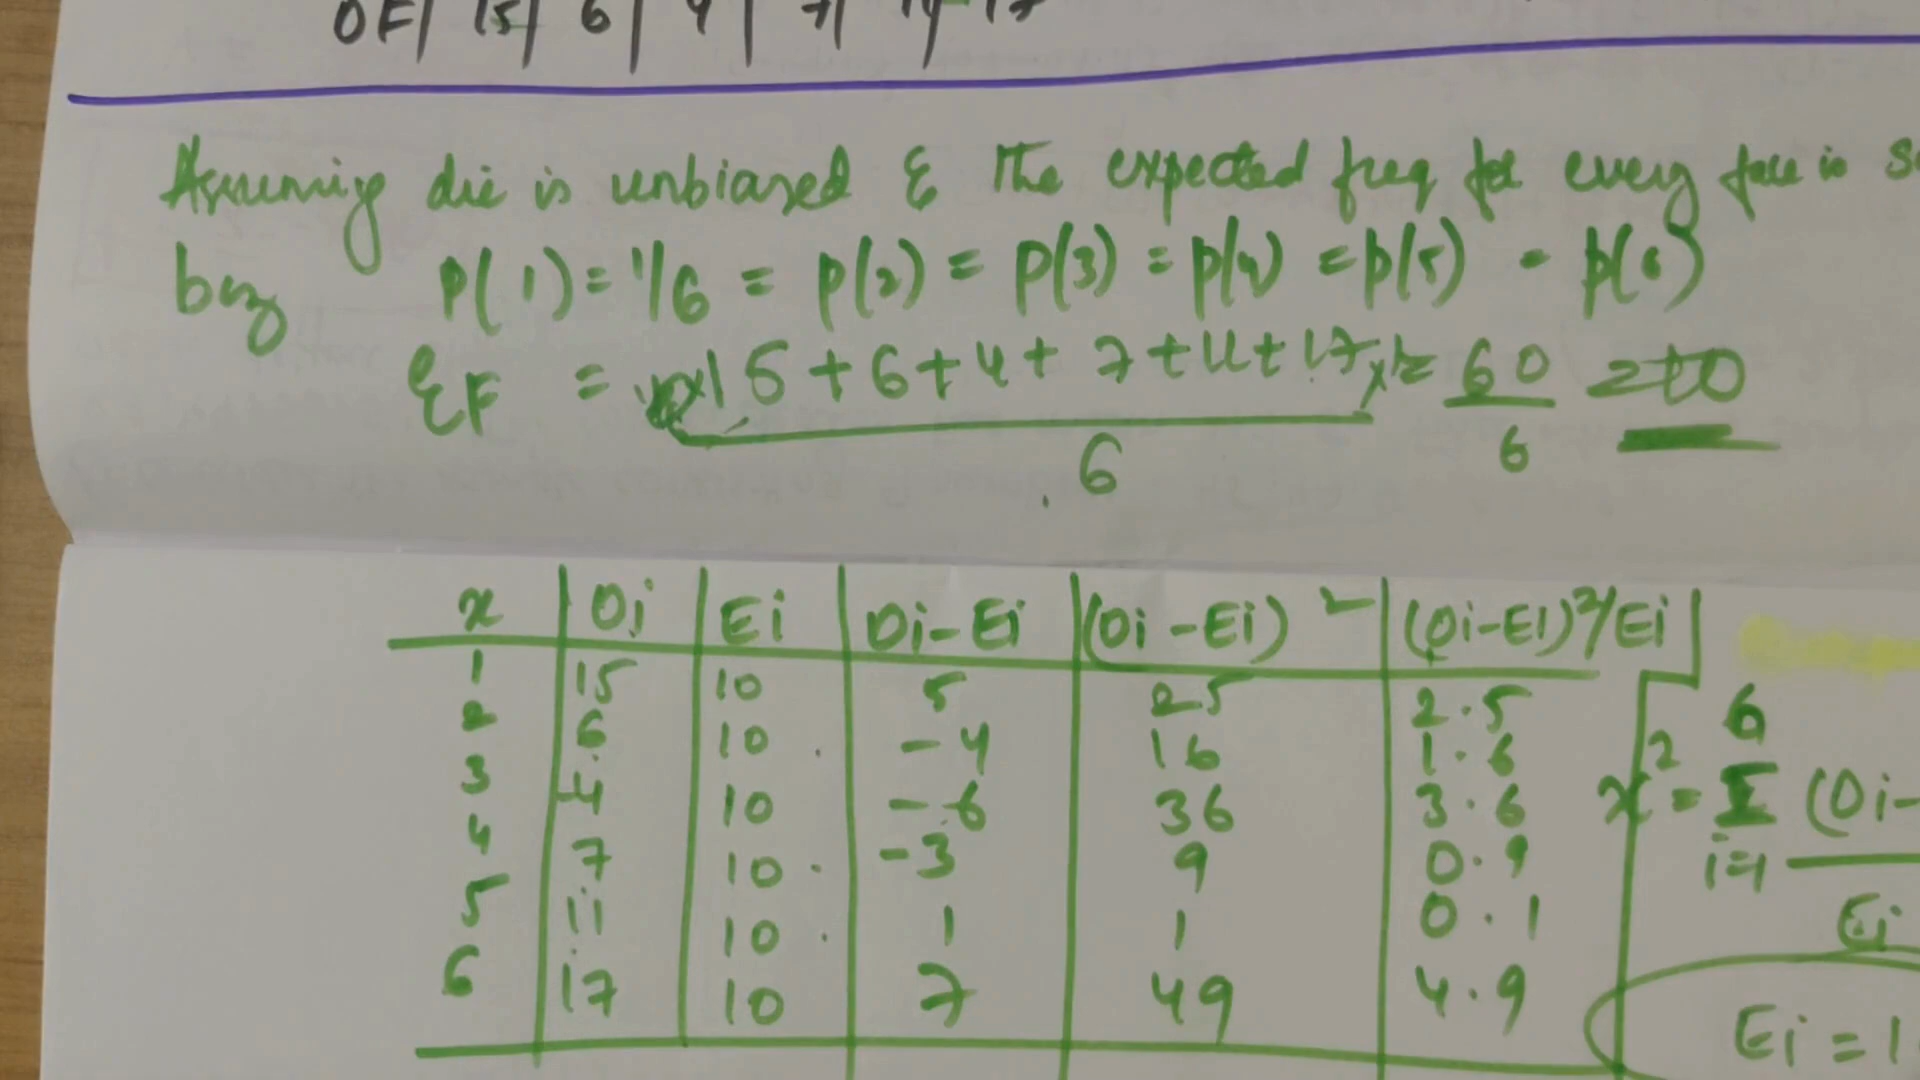 OF | 15 | 6 | 4 | 7 | 11 17
Assuming die is unbiased & the expected freq for every face is
bcz P(1) = 1/6 = P(2) = P(3) = P(4) = P(5) = P(6)
EF = 15 + 6 + 4 + 7 + 11 + 17 = 60 = 10
6 6
x | Oi | Ei | Oi-Ei | (Oi-Ei)² | (Oi-Ei)²/Ei
1 15 10 5 25 2.5
2 6 10 -4 16 1.6
3 4 10 -6 36 3.6
4 7 10 -3 9 0.9
5 11 10 1 1 0.1
6 17 10 7 49 4.9
6
x² = Σ (Oi-
i=1
Ei
Ei = 1